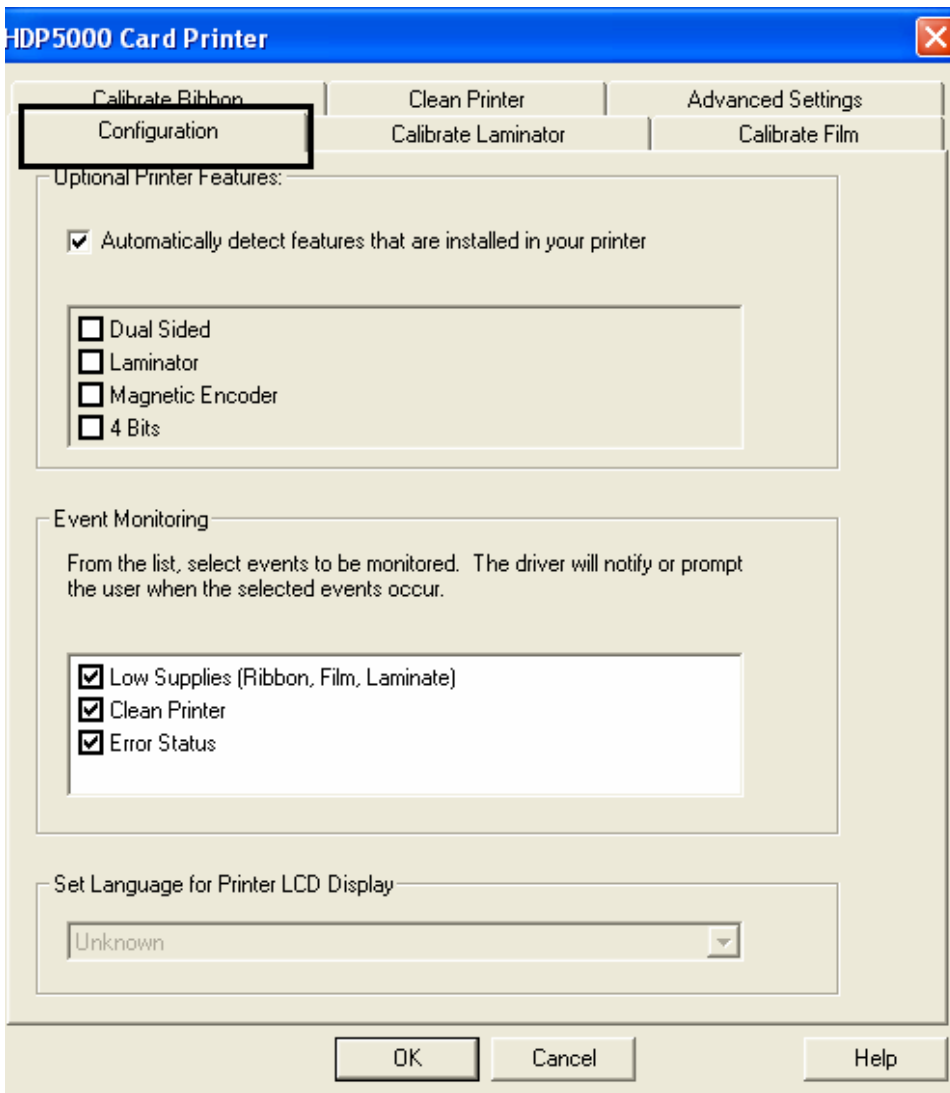 HDP5000 Card Printer
Calibrate Ribbon
Clean Printer
Advanced Settings
Configuration
Calibrate Laminator
Calibrate Film
Optional Printer Features:
Automatically detect features that are installed in your printer
Dual Sided
Laminator
Magnetic Encoder
4 Bits
Event Monitoring
From the list, select events to be monitored.  The driver will notify or prompt
the user when the selected events occur.
Low Supplies (Ribbon, Film, Laminate)
Clean Printer
Error Status
Set Language for Printer LCD Display
Unknown
OK
Cancel
Help